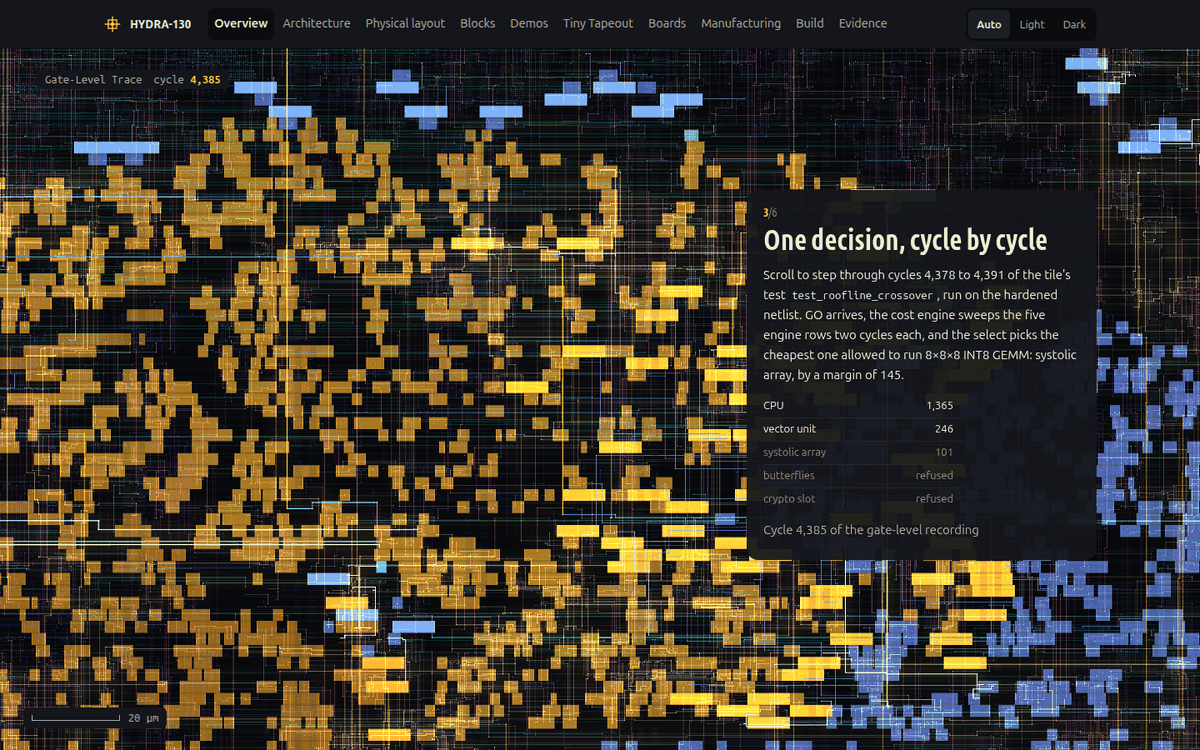 HYDRA-130 Overview Architecture Physical layout Blocks Demos Tiny Tapeout Boards Manufacturing Build Evidence Auto Light Dark
Gate-Level Trace cycle 4,385
3/6
One decision, cycle by cycle
Scroll to step through cycles 4,378 to 4,391 of the tile's
test test_roofline_crossover , run on the hardened
netlist. GO arrives, the cost engine sweeps the five
engine rows two cycles each, and the select picks the
cheapest one allowed to run 8×8×8 INT8 GEMM: systolic
array, by a margin of 145.
CPU 1,365
vector unit 246
systolic array 101
butterflies refused
crypto slot refused
Cycle 4,385 of the gate-level recording
20 µm